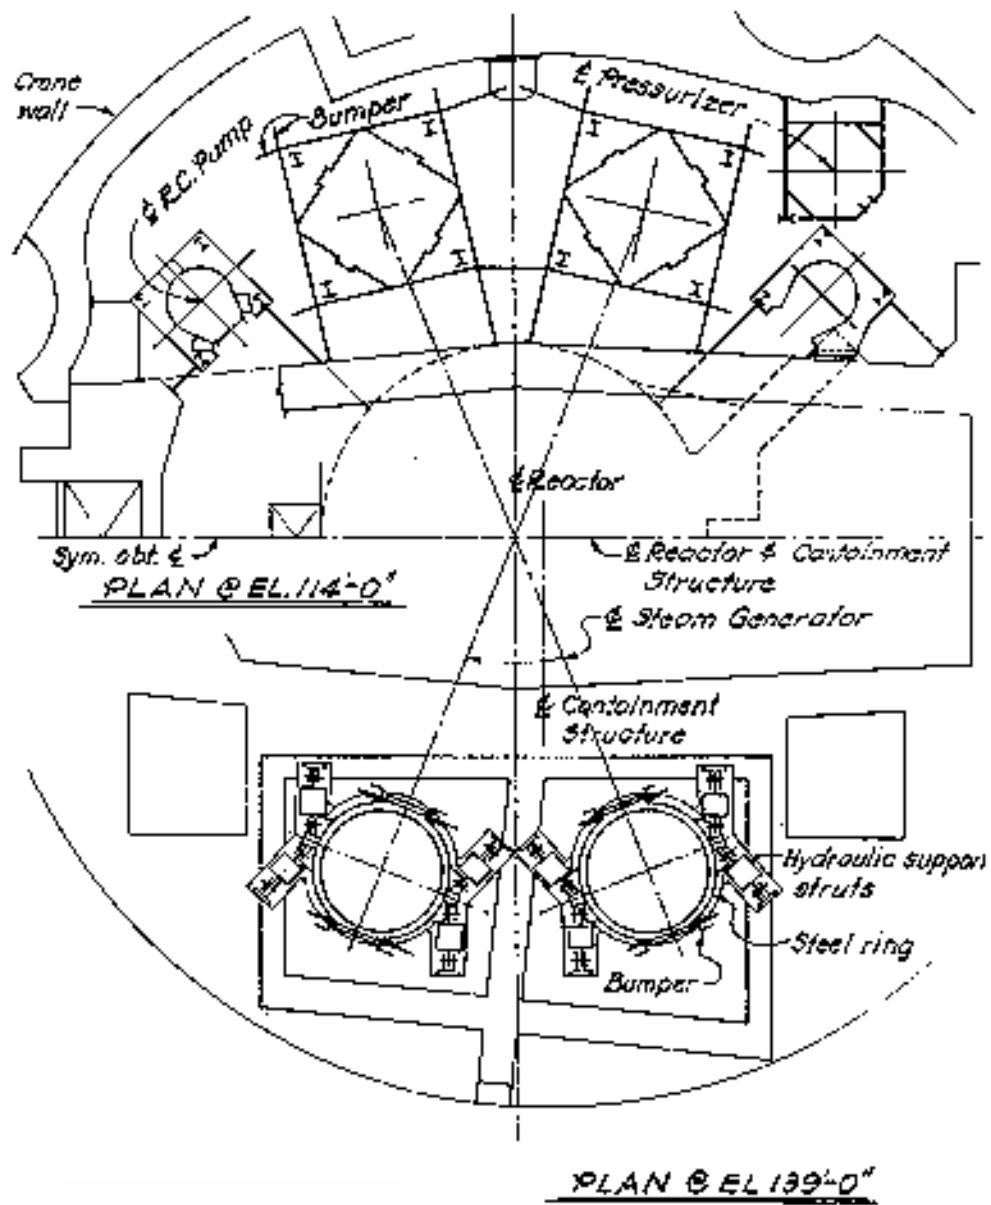 Crane
wall
℄ R.C. Pump
Bumper
℄ Pressurizer
℄ Reactor
Sym. abt. ℄
PLAN @ EL. 114'-0"
℄ Reactor & Containment
Structure
℄ Steam Generator
℄ Containment
Structure
Hydraulic support
struts
Steel ring
Bumper
PLAN @ EL 139'-0"